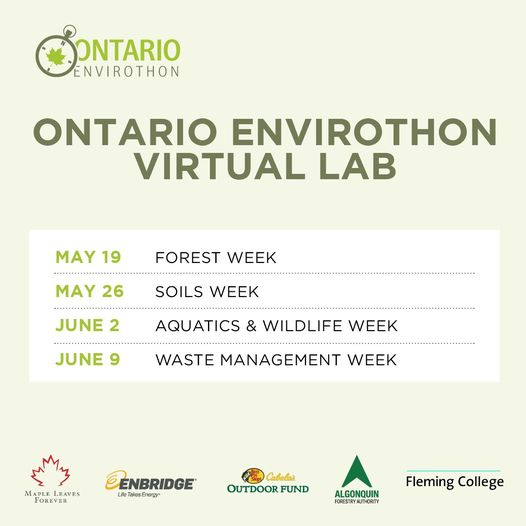 ONTARIO
ENVIROTHON
ONTARIO ENVIROTHON
VIRTUAL LAB
MAY 19 FOREST WEEK
MAY 26 SOILS WEEK
JUNE 2 AQUATICS & WILDLIFE WEEK
JUNE 9 WASTE MANAGEMENT WEEK
MAPLE LEAVES
FOREVER
ENBRIDGE
Life Takes Energy
Cabela's
OUTDOOR FUND
ALGONQUIN
FORESTRY AUTHORITY
Fleming College